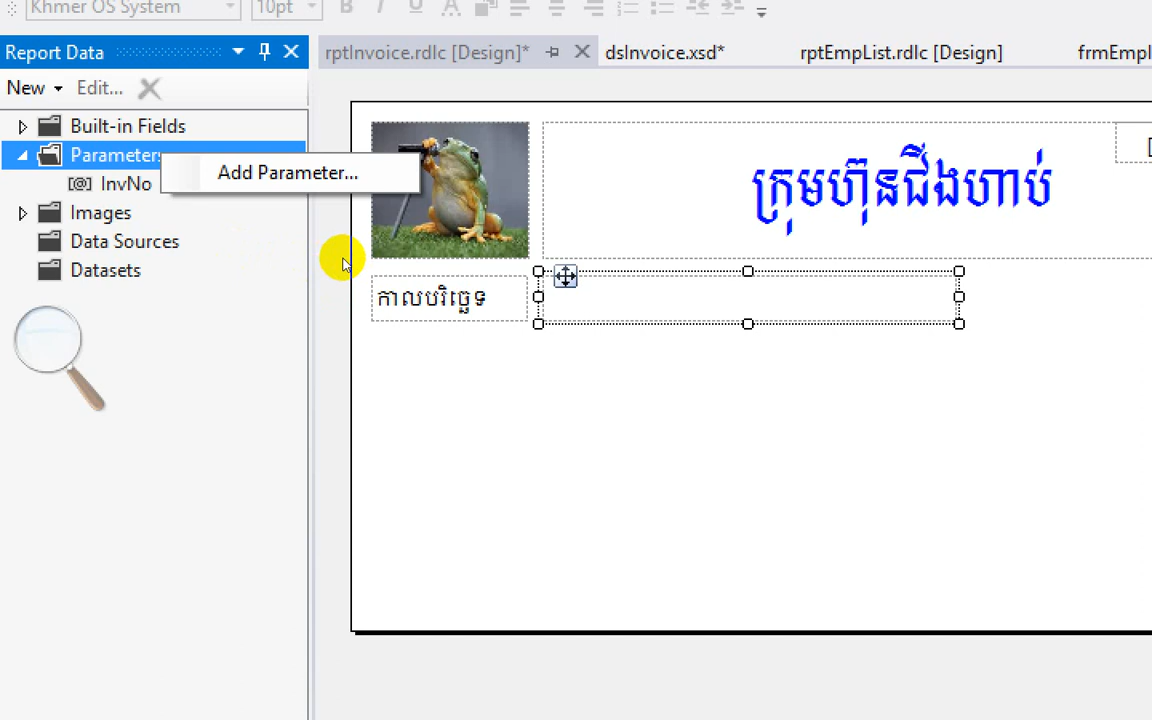 Khmer OS System 10pt B I U A
Report Data
rptInvoice.rdlc [Design]* dsInvoice.xsd* rptEmpList.rdlc [Design] frmEmpl
New Edit...
Built-in Fields
Parameters
Add Parameter...
InvNo
Images
Data Sources
Datasets
ក្រុមហ៊ុនជឹងហាប់
[
កាលបរិច្ឆេទ